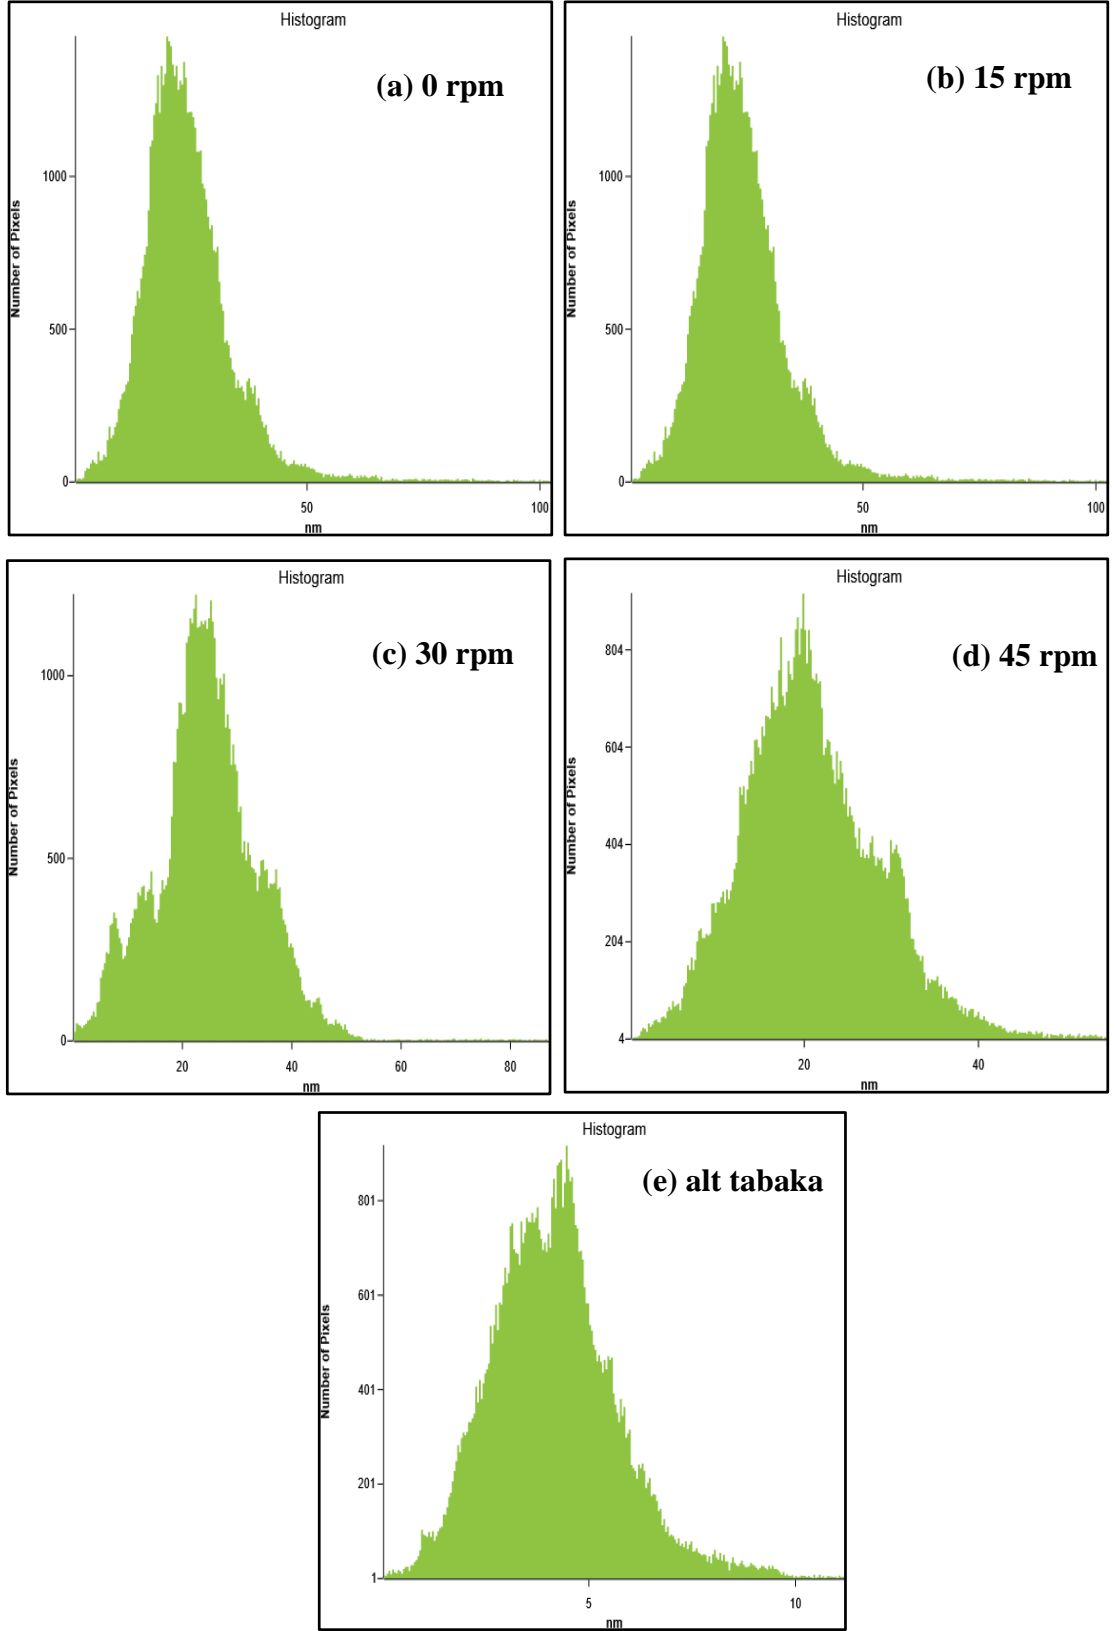 Histogram
(a) 0 rpm
Number of Pixels
1000
500
0
50
100
nm
Histogram
(b) 15 rpm
Number of Pixels
1000
500
0
50
100
nm
Histogram
(c) 30 rpm
Number of Pixels
1000
500
0
20
40
60
80
nm
Histogram
(d) 45 rpm
Number of Pixels
804
604
404
204
4
20
40
nm
Histogram
(e) alt tabaka
Number of Pixels
801
601
401
201
1
5
10
nm